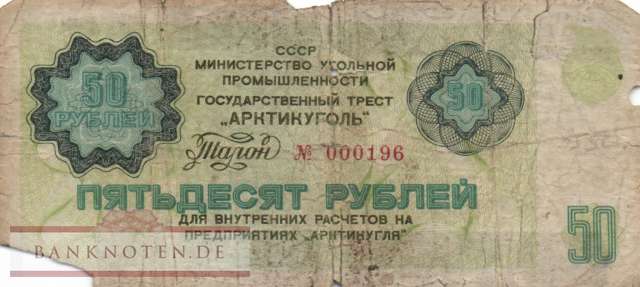 СССР
МИНИСТЕРСТВО УГОЛЬНОЙ
ПРОМЫШЛЕННОСТИ
ГОСУДАРСТВЕННЫЙ ТРЕСТ
„АРКТИКУГОЛЬ"
50
РУБЛЕЙ
50
Талон № 000196
ПЯТЬДЕСЯТ РУБЛЕЙ
ДЛЯ ВНУТРЕННИХ РАСЧЕТОВ НА
ПРЕДПРИЯТИЯХ „АРКТИКУГЛЯ"
50
BANKNOTEN.DE